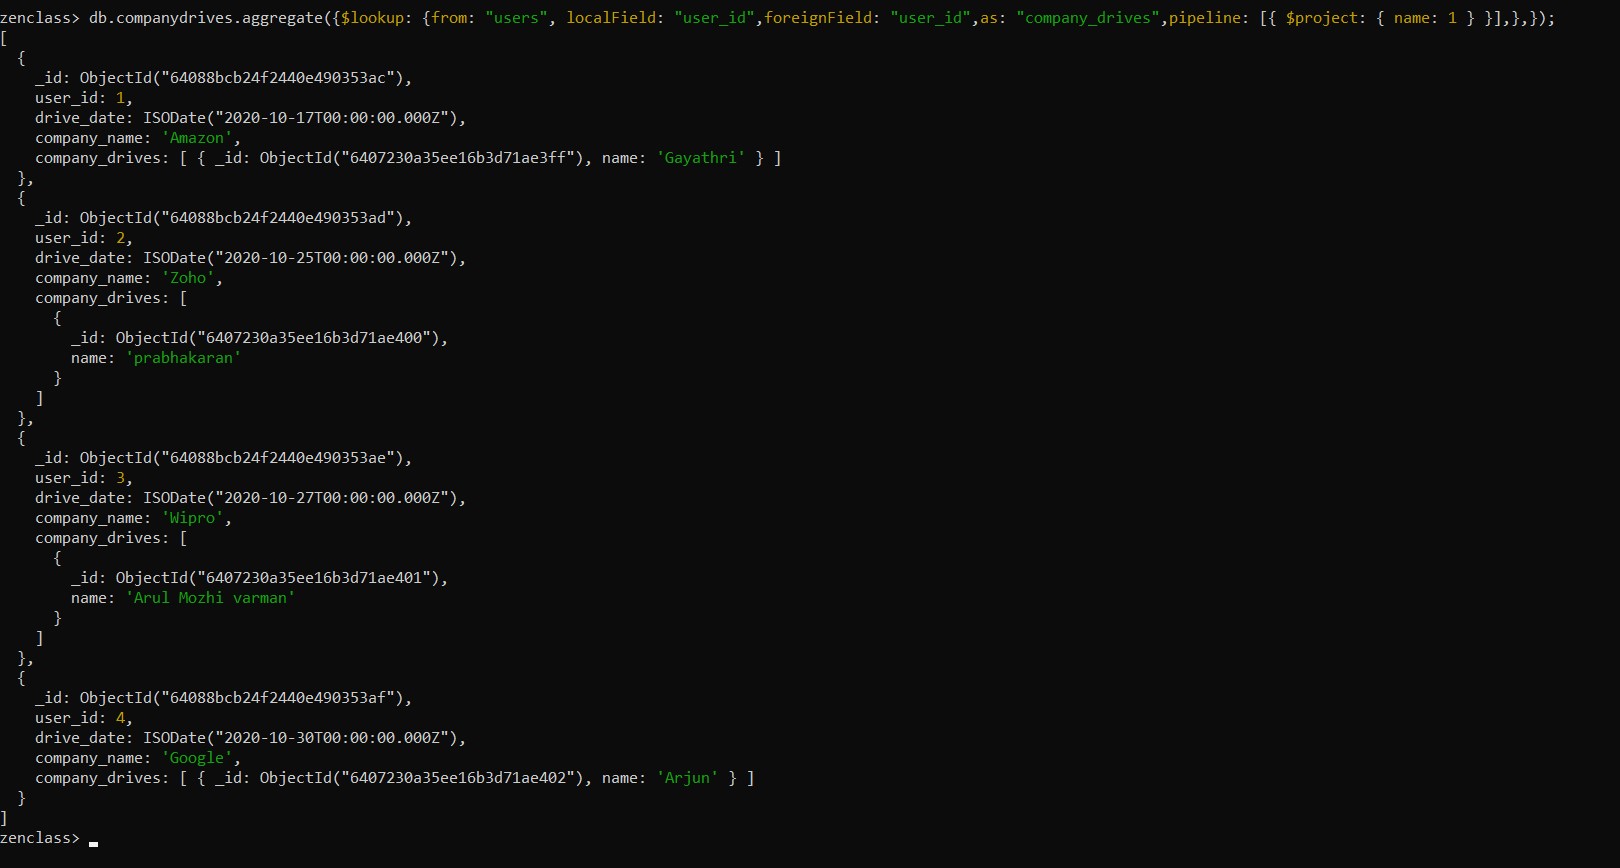 zenclass> db.companydrives.aggregate({$lookup: {from: "users", localField: "user_id",foreignField: "user_id",as: "company_drives",pipeline: [{ $project: { name: 1 } }],},});
[
  {
    _id: ObjectId("64088bcb24f2440e490353ac"),
    user_id: 1,
    drive_date: ISODate("2020-10-17T00:00:00.000Z"),
    company_name: 'Amazon',
    company_drives: [ { _id: ObjectId("6407230a35ee16b3d71ae3ff"), name: 'Gayathri' } ]
  },
  {
    _id: ObjectId("64088bcb24f2440e490353ad"),
    user_id: 2,
    drive_date: ISODate("2020-10-25T00:00:00.000Z"),
    company_name: 'Zoho',
    company_drives: [
      {
        _id: ObjectId("6407230a35ee16b3d71ae400"),
        name: 'prabhakaran'
      }
    ]
  },
  {
    _id: ObjectId("64088bcb24f2440e490353ae"),
    user_id: 3,
    drive_date: ISODate("2020-10-27T00:00:00.000Z"),
    company_name: 'Wipro',
    company_drives: [
      {
        _id: ObjectId("6407230a35ee16b3d71ae401"),
        name: 'Arul Mozhi varman'
      }
    ]
  },
  {
    _id: ObjectId("64088bcb24f2440e490353af"),
    user_id: 4,
    drive_date: ISODate("2020-10-30T00:00:00.000Z"),
    company_name: 'Google',
    company_drives: [ { _id: ObjectId("6407230a35ee16b3d71ae402"), name: 'Arjun' } ]
  }
]
zenclass>